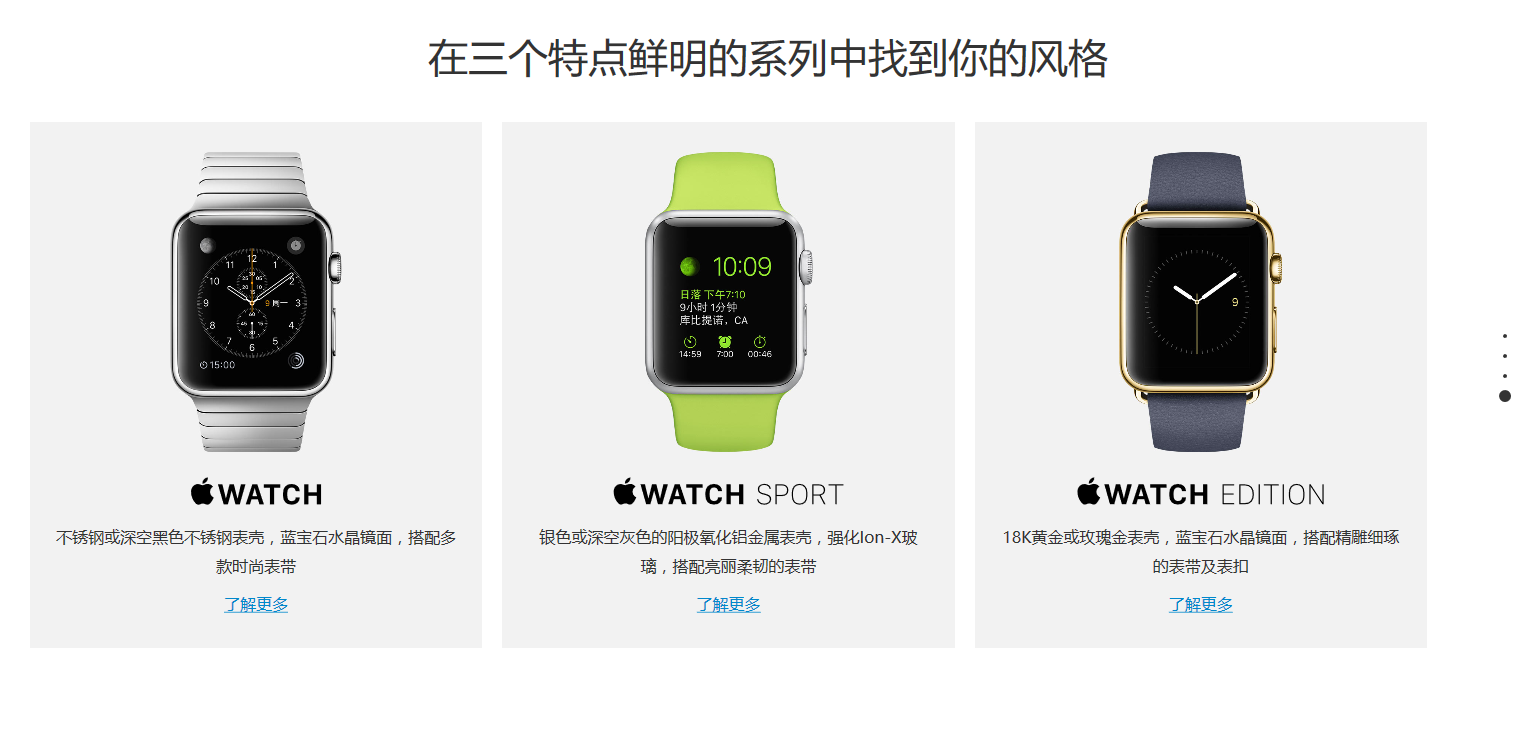 在三个特点鲜明的系列中找到你的风格
12
11
1
10
2
9
3
8
4
7
5
6
9 周一
15:00
10:09
日落 下午7:10
9小时 1分钟
库比提诺，CA
14:59
7:00
00:46
9
WATCH
不锈钢或深空黑色不锈钢表壳，蓝宝石水晶镜面，搭配多
款时尚表带
了解更多
WATCH SPORT
银色或深空灰色的阳极氧化铝金属表壳，强化Ion-X玻
璃，搭配亮丽柔韧的表带
了解更多
WATCH EDITION
18K黄金或玫瑰金表壳，蓝宝石水晶镜面，搭配精雕细琢
的表带及表扣
了解更多